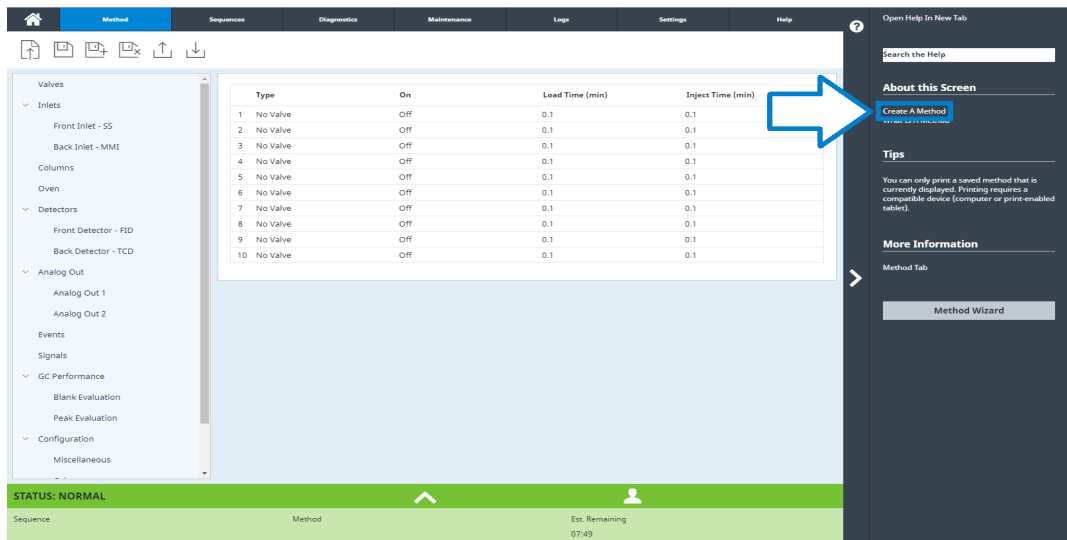 Method Sequences Diagnostics Maintenance Logs Settings Help
Open Help In New Tab
Search the Help
Valves
Inlets
Front Inlet - SS
Back Inlet - MMI
Columns
Oven
Detectors
Front Detector - FID
Back Detector - TCD
Analog Out
Analog Out 1
Analog Out 2
Events
Signals
GC Performance
Blank Evaluation
Peak Evaluation
Configuration
Miscellaneous
Type On Load Time (min) Inject Time (min)
1 No Valve Off 0.1 0.1
2 No Valve Off 0.1 0.1
3 No Valve Off 0.1 0.1
4 No Valve Off 0.1 0.1
5 No Valve Off 0.1 0.1
6 No Valve Off 0.1 0.1
7 No Valve Off 0.1 0.1
8 No Valve Off 0.1 0.1
9 No Valve Off 0.1 0.1
10 No Valve Off 0.1 0.1
About this Screen
Create A Method
What Is A Method
Tips
You can only print a saved method that is
currently displayed. Printing requires a
compatible device (computer or print-enabled
tablet).
More Information
Method Tab
Method Wizard
STATUS: NORMAL
Sequence Method Est. Remaining
07:49